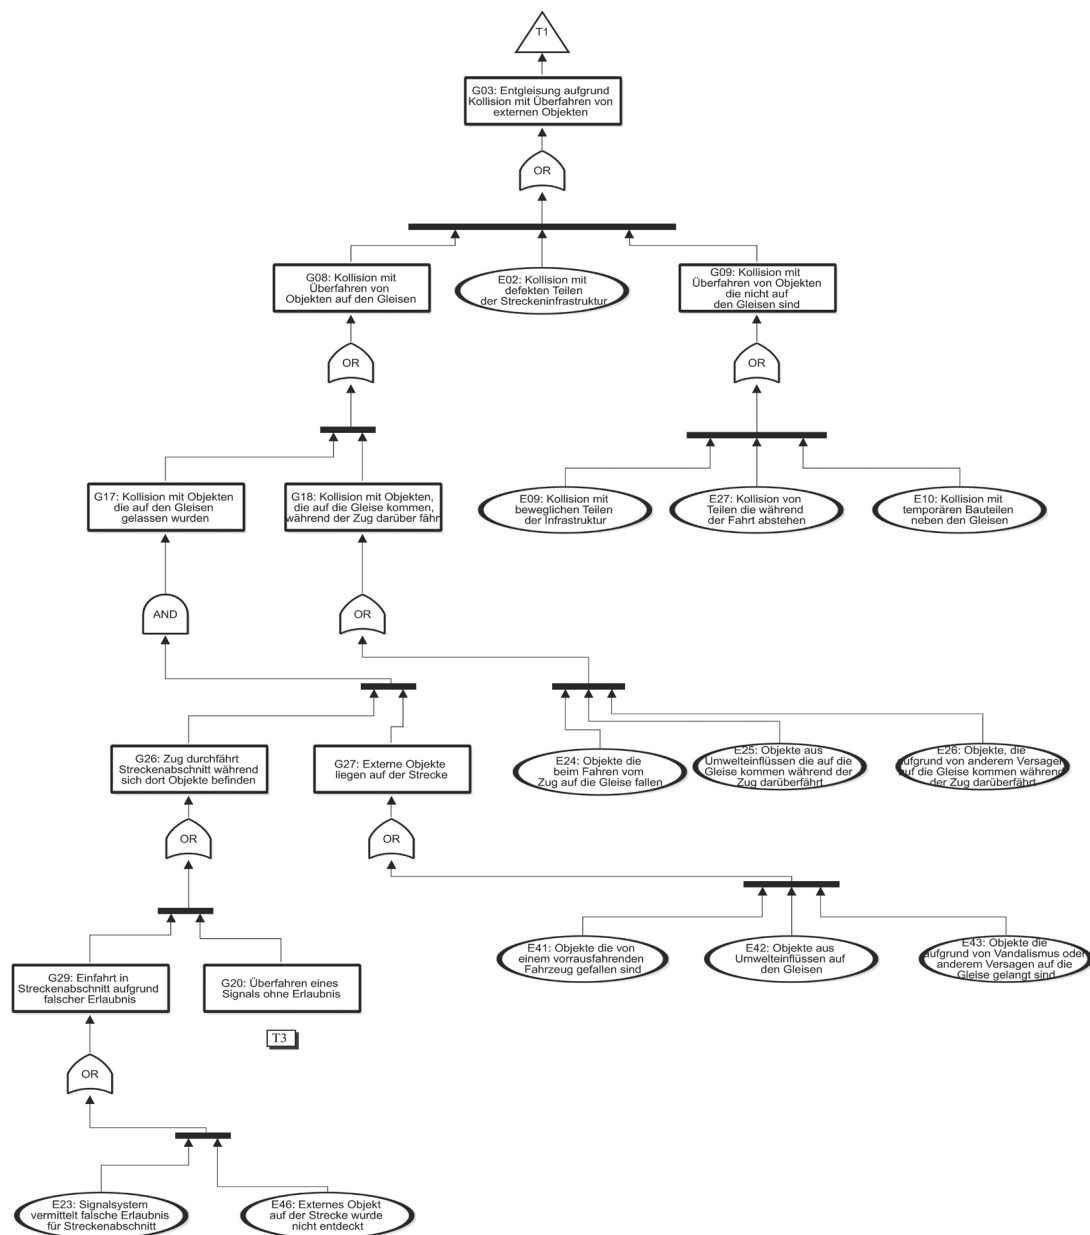 T1
G03: Entgleisung aufgrund
Kollision mit Überfahren von
externen Objekten
OR
G08: Kollision mit
Überfahren von
Objekten auf den Gleisen
E02: Kollision mit
defekten Teilen
der Streckeninfrastruktur
G09: Kollision mit
Überfahren von Objekten
die nicht auf
den Gleisen sind
OR
OR
G17: Kollision mit Objekten
die auf den Gleisen
gelassen wurden
G18: Kollision mit Objekten,
die auf die Gleise kommen,
während der Zug darüber fähr
E09: Kollision mit
beweglichen Teilen
der Infrastruktur
E27: Kollision von
Teilen die während
der Fahrt abstehen
E10: Kollision mit
temporären Bauteilen
neben den Gleisen
AND
OR
G26: Zug durchfährt
Streckenabschnitt während
sich dort Objekte befinden
G27: Externe Objekte
liegen auf der Strecke
E24: Objekte die
beim Fahren vom
Zug auf die Gleise fallen
E25: Objekte aus
Umwelteinflüssen die auf die
Gleise kommen während der
Zug darüberfährt
E26: Objekte, die
aufgrund von anderem Versagen
auf die Gleise kommen während
der Zug darüberfährt
OR
OR
E41: Objekte die von
einem vorrausfahrenden
Fahrzeug gefallen sind
E42: Objekte aus
Umwelteinflüssen auf
den Gleisen
E43: Objekte die
aufgrund von Vandalismus oder
anderem Versagen auf die
Gleise gelangt sind
G29: Einfahrt in
Streckenabschnitt aufgrund
falscher Erlaubnis
G20: Überfahren eines
Signals ohne Erlaubnis
T3
OR
E23: Signalsystem
vermittelt falsche Erlaubnis
für Streckenabschnitt
E46: Externes Objekt
auf der Strecke wurde
nicht entdeckt